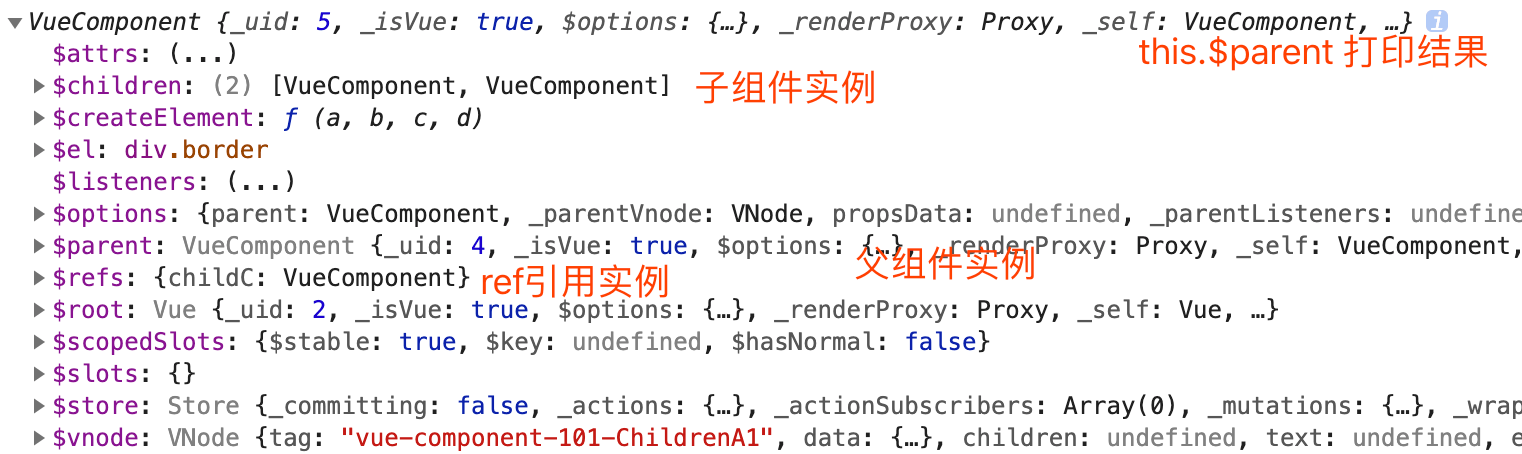 VueComponent {_uid: 5, _isVue: true, $options: {…}, _renderProxy: Proxy, _self: VueComponent, …} i
this.$parent 打印结果
$attrs: (...)
$children: (2) [VueComponent, VueComponent] 子组件实例
$createElement: ƒ (a, b, c, d)
$el: div.border
$listeners: (...)
$options: {parent: VueComponent, _parentVnode: VNode, propsData: undefined, _parentListeners: undefine
$parent: VueComponent {_uid: 4, _isVue: true, $options: {…}, _renderProxy: Proxy, _self: VueComponent,
父组件实例
$refs: {childC: VueComponent} ref引用实例
$root: Vue {_uid: 2, _isVue: true, $options: {…}, _renderProxy: Proxy, _self: Vue, …}
$scopedSlots: {$stable: true, $key: undefined, $hasNormal: false}
$slots: {}
$store: Store {_committing: false, _actions: {…}, _actionSubscribers: Array(0), _mutations: {…}, _wrap
$vnode: VNode {tag: "vue-component-101-ChildrenA1", data: {…}, children: undefined, text: undefined, e